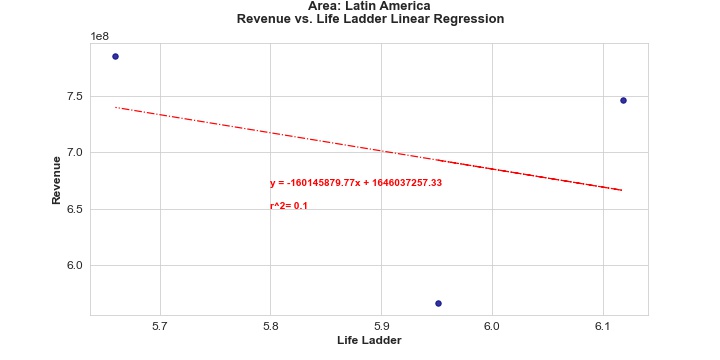 Area: Latin America
Revenue vs. Life Ladder Linear Regression
1e8
7.5
7.0
6.5
6.0
Revenue
y = -160145879.77x + 1646037257.33
r^2= 0.1
5.7 5.8 5.9 6.0 6.1
Life Ladder